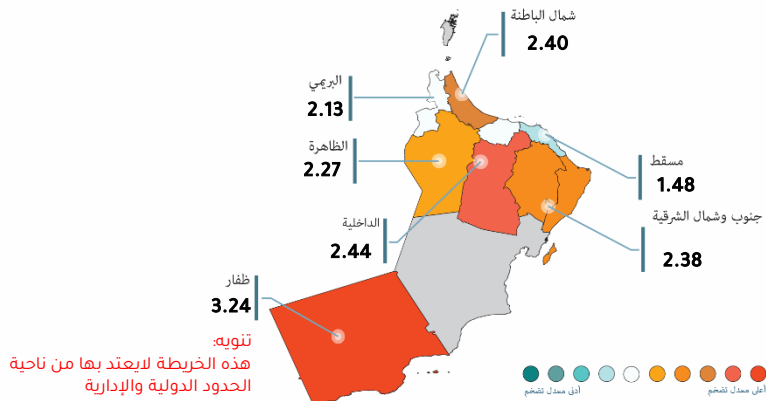 شمال الباطنة
2.40
البريمي
2.13
الظاهرة
2.27
مسقط
1.48
جنوب وشمال الشرقية
2.38
الداخلية
2.44
ظفار
3.24
تنويه:
هذه الخريطة لايعتد بها من ناحية
الحدود الدولية والإدارية
أعلى معدل تضخم
أدنى معدل تضخم